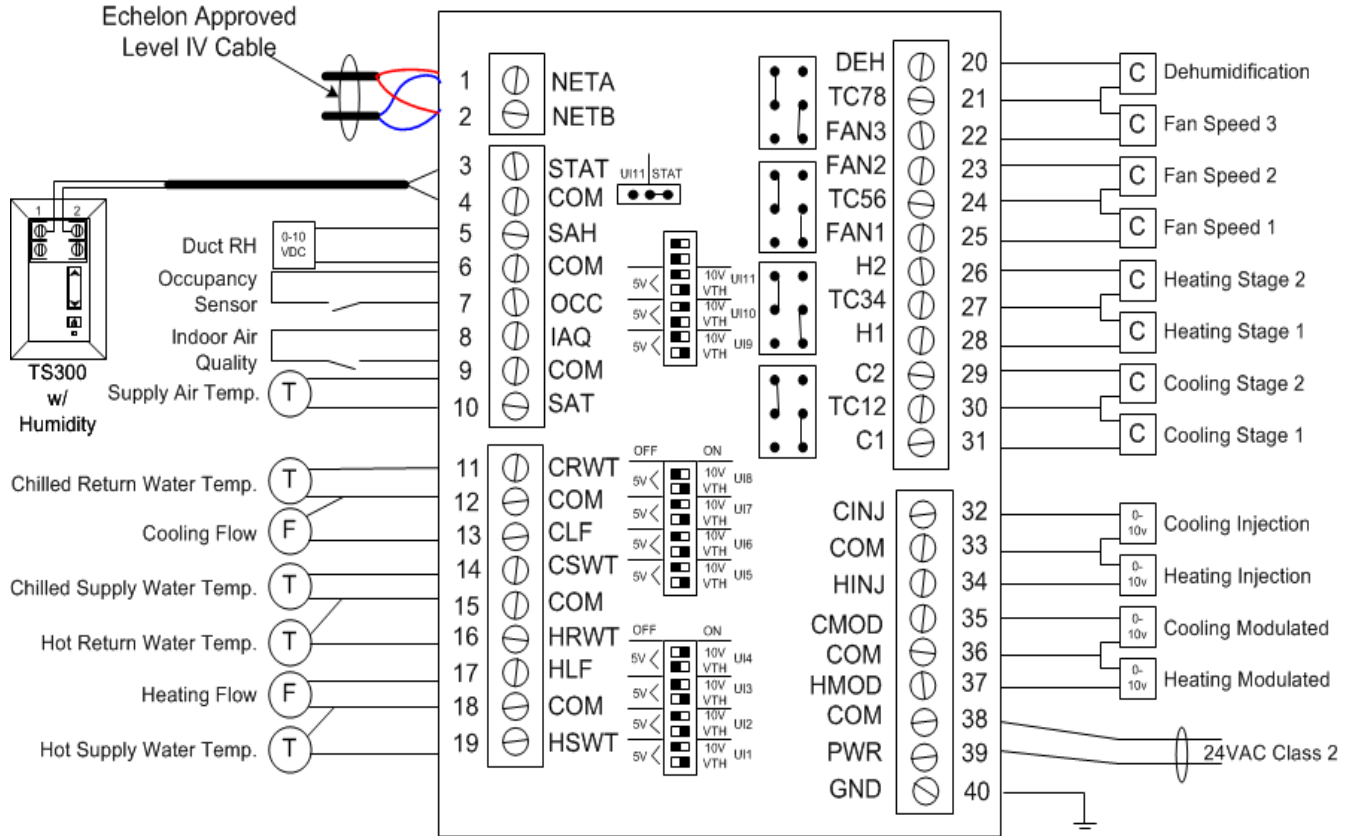 Echelon Approved
Level IV Cable
1 NETA
2 NETB
3 STAT
4 COM
5 SAH
6 COM
7 OCC
8 IAQ
9 COM
10 SAT
UI11 STAT
1 2
TS300
w/
Humidity
Duct RH
0-10
VDC
Occupancy
Sensor
Indoor Air
Quality
Supply Air Temp. T
5V 10V UI11
VTH
5V 10V UI10
VTH
5V 10V UI9
VTH
11 CRWT
12 COM
13 CLF
14 CSWT
15 COM
16 HRWT
17 HLF
18 COM
19 HSWT
Chilled Return Water Temp. T
Cooling Flow F
Chilled Supply Water Temp. T
Hot Return Water Temp. T
Heating Flow F
Hot Supply Water Temp. T
OFF ON
5V 10V UI8
VTH
5V 10V UI7
VTH
5V 10V UI6
VTH
5V 10V UI5
VTH
OFF ON
5V 10V UI4
VTH
5V 10V UI3
VTH
5V 10V UI2
VTH
5V 10V UI1
VTH
DEH 20 C Dehumidification
TC78 21
FAN3 22 C Fan Speed 3
FAN2 23 C Fan Speed 2
TC56 24
FAN1 25 C Fan Speed 1
H2 26 C Heating Stage 2
TC34 27
H1 28 C Heating Stage 1
C2 29 C Cooling Stage 2
TC12 30
C1 31 C Cooling Stage 1
CINJ 32 0-
10v Cooling Injection
COM 33
HINJ 34 0-
10v Heating Injection
CMOD 35 0-
10v Cooling Modulated
COM 36
HMOD 37 0-
10v Heating Modulated
COM 38
PWR 39 24VAC Class 2
GND 40